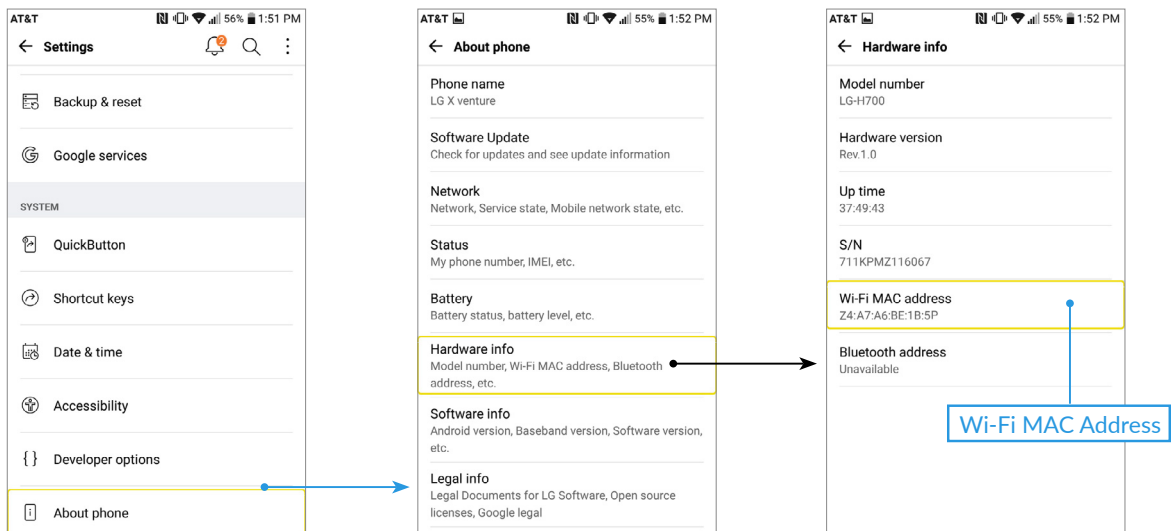 AT&T 56% 1:51 PM
Settings 2
Backup & reset
Google services
SYSTEM
QuickButton
Shortcut keys
Date & time
Accessibility
Developer options
About phone
AT&T 55% 1:52 PM
About phone
Phone name
LG X venture
Software Update
Check for updates and see update information
Network
Network, Service state, Mobile network state, etc.
Status
My phone number, IMEI, etc.
Battery
Battery status, battery level, etc.
Hardware info
Model number, Wi-Fi MAC address, Bluetooth
address, etc.
Software info
Android version, Baseband version, Software version,
etc.
Legal info
Legal Documents for LG Software, Open source
licenses, Google legal
AT&T 55% 1:52 PM
Hardware info
Model number
LG-H700
Hardware version
Rev.1.0
Up time
37:49:43
S/N
711KPMZ116067
Wi-Fi MAC address
Z4:A7:A6:BE:1B:5P
Bluetooth address
Unavailable
Wi-Fi MAC Address